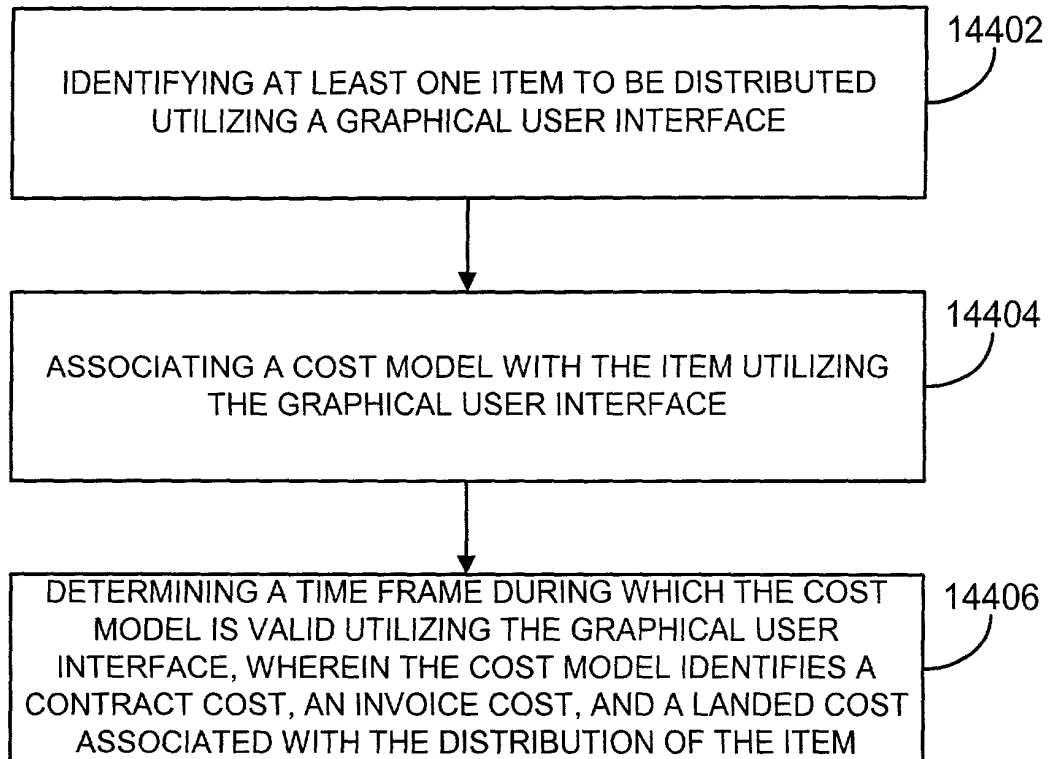 14402
IDENTIFYING AT LEAST ONE ITEM TO BE DISTRIBUTED
UTILIZING A GRAPHICAL USER INTERFACE
14404
ASSOCIATING A COST MODEL WITH THE ITEM UTILIZING
THE GRAPHICAL USER INTERFACE
14406
DETERMINING A TIME FRAME DURING WHICH THE COST
MODEL IS VALID UTILIZING THE GRAPHICAL USER
INTERFACE, WHEREIN THE COST MODEL IDENTIFIES A
CONTRACT COST, AN INVOICE COST, AND A LANDED COST
ASSOCIATED WITH THE DISTRIBUTION OF THE ITEM